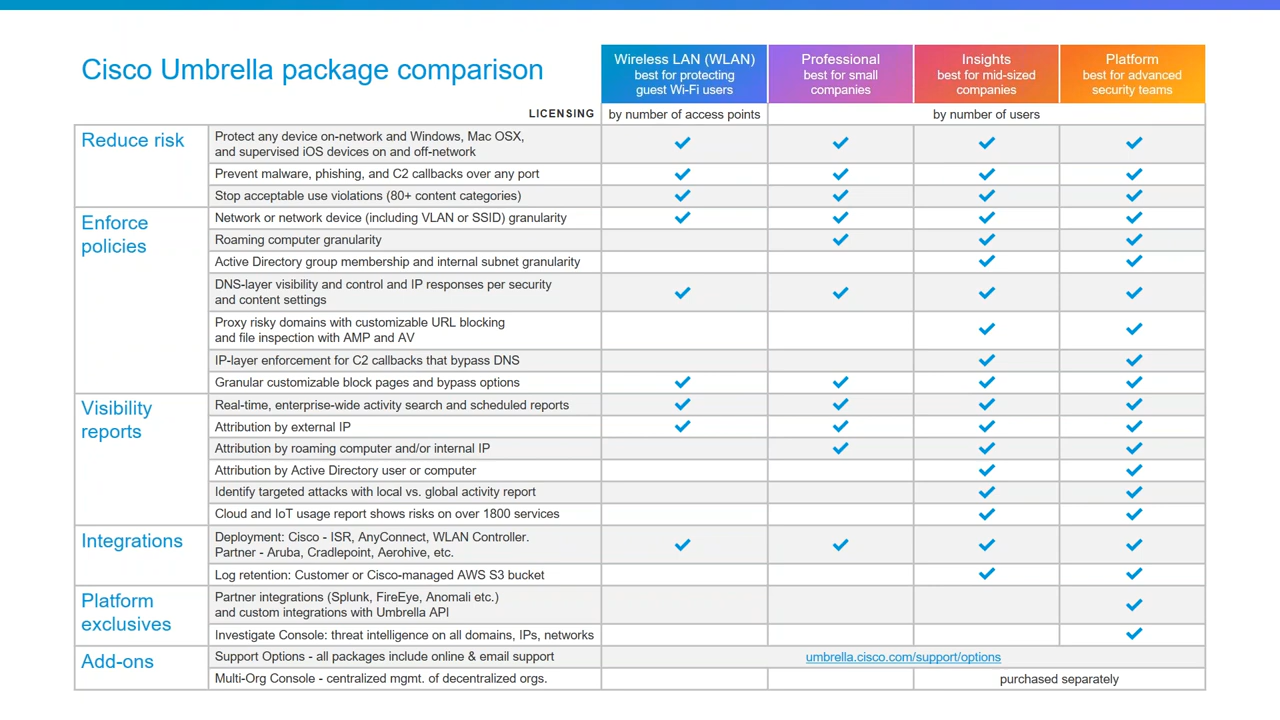 Cisco Umbrella package comparison
Wireless LAN (WLAN)
best for protecting
guest Wi-Fi users
Professional
best for small
companies
Insights
best for mid-sized
companies
Platform
best for advanced
security teams
LICENSING
by number of access points
by number of users
Reduce risk
Protect any device on-network and Windows, Mac OSX,
and supervised iOS devices on and off-network
Prevent malware, phishing, and C2 callbacks over any port
Stop acceptable use violations (80+ content categories)
Enforce
policies
Network or network device (including VLAN or SSID) granularity
Roaming computer granularity
Active Directory group membership and internal subnet granularity
DNS-layer visibility and control and IP responses per security
and content settings
Proxy risky domains with customizable URL blocking
and file inspection with AMP and AV
IP-layer enforcement for C2 callbacks that bypass DNS
Granular customizable block pages and bypass options
Visibility
reports
Real-time, enterprise-wide activity search and scheduled reports
Attribution by external IP
Attribution by roaming computer and/or internal IP
Attribution by Active Directory user or computer
Identify targeted attacks with local vs. global activity report
Cloud and IoT usage report shows risks on over 1800 services
Integrations
Deployment: Cisco - ISR, AnyConnect, WLAN Controller.
Partner - Aruba, Cradlepoint, Aerohive, etc.
Log retention: Customer or Cisco-managed AWS S3 bucket
Platform
exclusives
Partner integrations (Splunk, FireEye, Anomali etc.)
and custom integrations with Umbrella API
Investigate Console: threat intelligence on all domains, IPs, networks
Add-ons
Support Options - all packages include online & email support
umbrella.cisco.com/support/options
Multi-Org Console - centralized mgmt. of decentralized orgs.
purchased separately